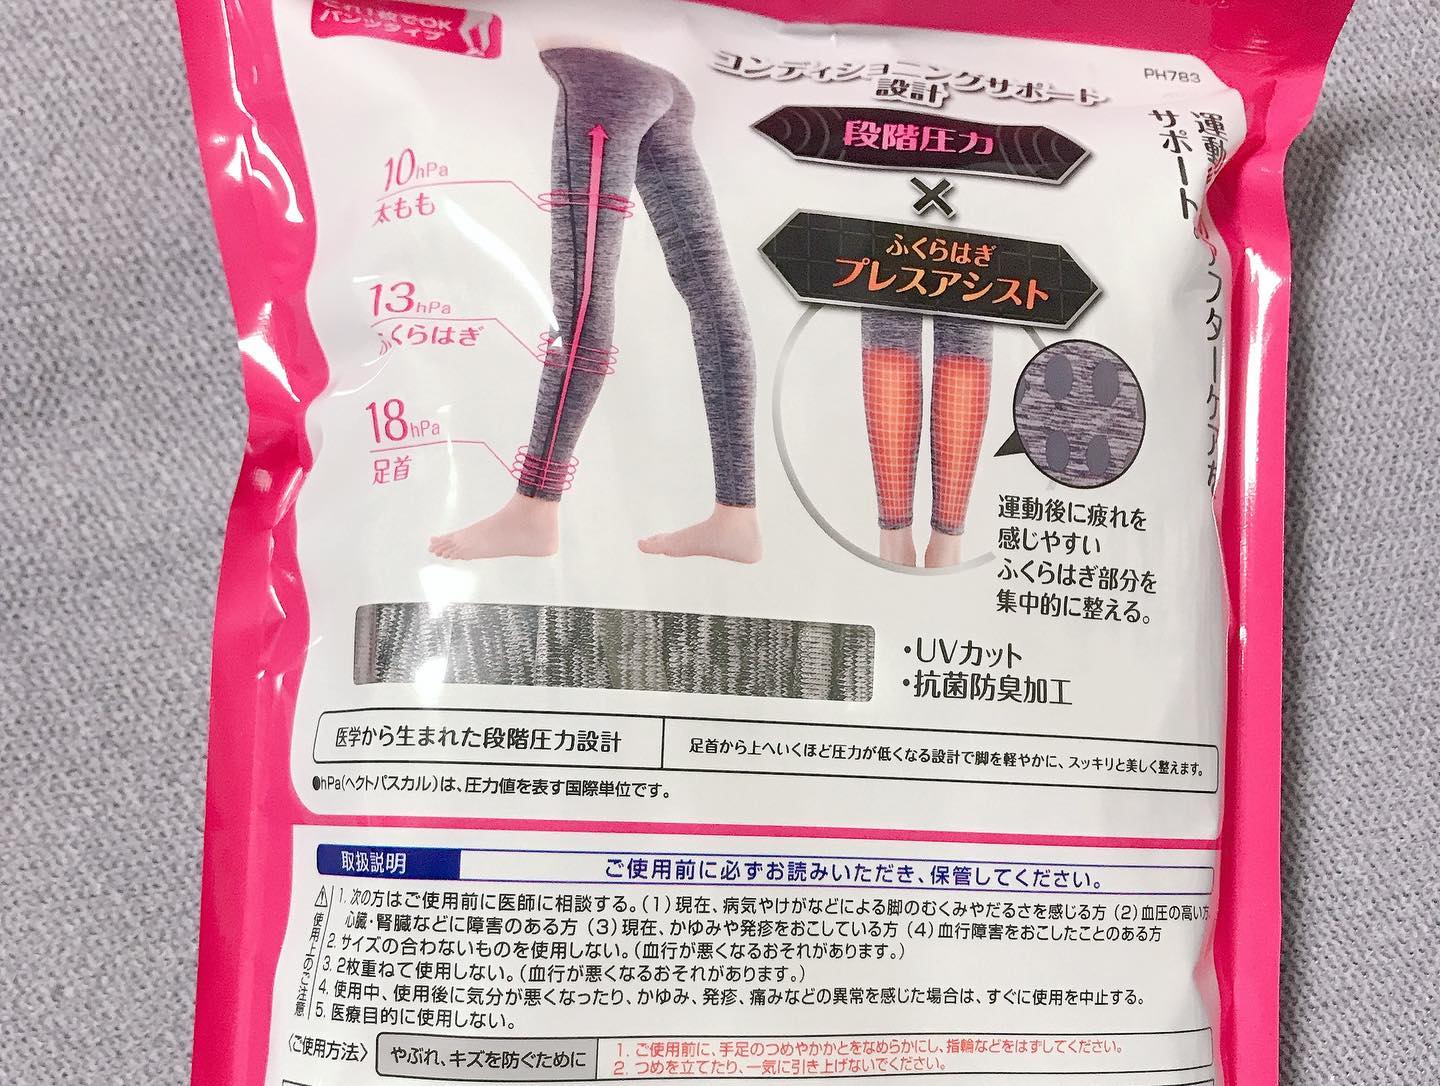 これ1枚でOK
パンツタイプ
コンディショニングサポート
設計
PH783
段階圧力
×
ふくらはぎ
プレスアシスト
サポート
10hPa
太もも
13hPa
ふくらはぎ
18hPa
足首
運動後に疲れを
感じやすい
ふくらはぎ部分を
集中的に整える。
・UVカット
・抗菌防臭加工
医学から生まれた段階圧力設計
足首から上へいくほど圧力が低くなる設計で脚を軽やかに、スッキリと美しく整えます。
●hPa(ヘクトパスカル)は、圧力値を表す国際単位です。
取扱説明
ご使用前に必ずお読みいただき、保管してください。
使用上のご注意
1. 次の方はご使用前に医師に相談する。(1)現在、病気やけがなどによる脚のむくみやだるさを感じる方 (2)血圧の高い方
心臓・腎臓などに障害のある方 (3)現在、かゆみや発疹をおこしている方 (4)血行障害をおこしたことのある方
2. サイズの合わないものを使用しない。(血行が悪くなるおそれがあります。)
3. 2枚重ねて使用しない。(血行が悪くなるおそれがあります。)
4. 使用中、使用後に気分が悪くなったり、かゆみ、発疹、痛みなどの異常を感じた場合は、すぐに使用を中止する。
5. 医療目的に使用しない。
〈ご使用方法〉
やぶれ、キズを防ぐために
1. ご使用前に、手足のつめやかかとをなめらかにし、指輪などをはずしてください。
2. つめを立てたり、一気に引き上げないでください。